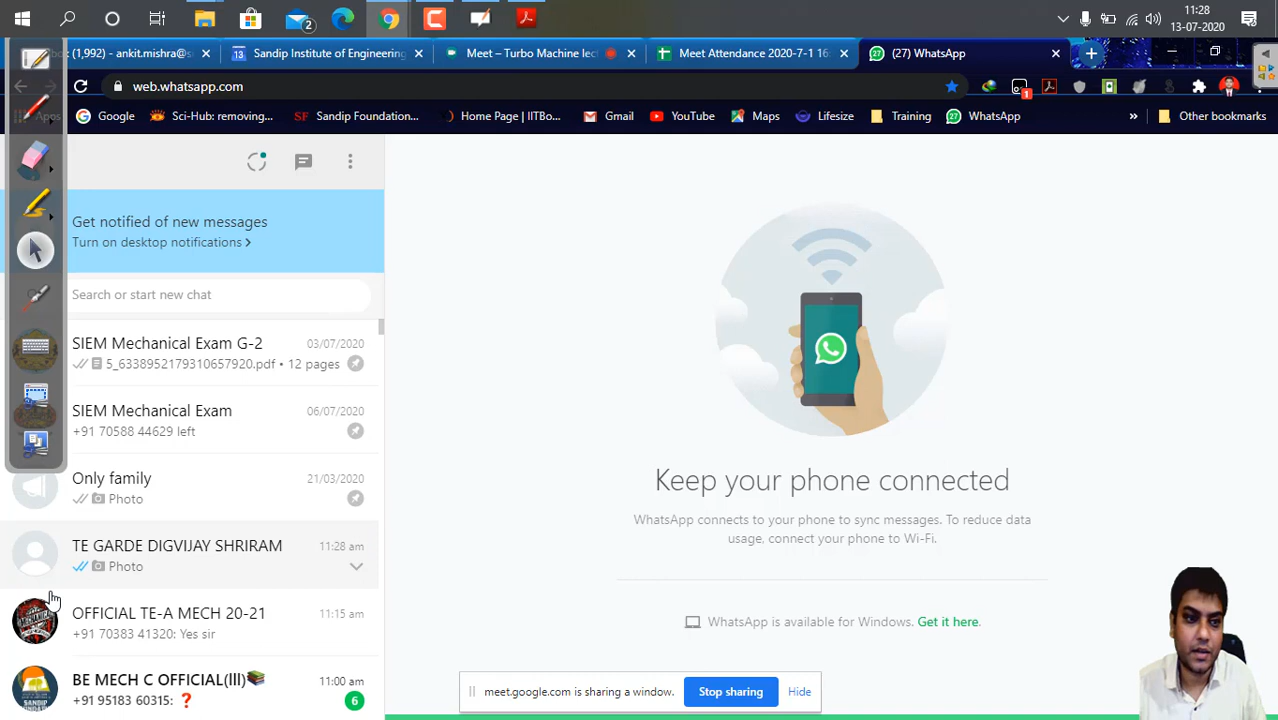 11:28
13-07-2020
2
box (1,992) - ankit.mishra@s
Sandip Institute of Engineering
Meet – Turbo Machine lect
Meet Attendance 2020-7-1 16:
(27) WhatsApp
web.whatsapp.com
1
Apps
Google
Sci-Hub: removing...
SF Sandip Foundation...
Home Page | IITBo...
Gmail
YouTube
Maps
Lifesize
Training
27 WhatsApp
»
Other bookmarks
Get notified of new messages
Turn on desktop notifications >
Search or start new chat
SIEM Mechanical Exam G-2 03/07/2020
5_6338952179310657920.pdf • 12 pages
SIEM Mechanical Exam 06/07/2020
+91 70588 44629 left
Only family 21/03/2020
Photo
TE GARDE DIGVIJAY SHRIRAM 11:28 am
Photo
OFFICIAL TE-A MECH 20-21 11:15 am
+91 70383 41320: Yes sir
BE MECH C OFFICIAL(lll)📚 11:00 am
+91 95183 60315: ❓ 6
Keep your phone connected
WhatsApp connects to your phone to sync messages. To reduce data
usage, connect your phone to Wi-Fi.
WhatsApp is available for Windows. Get it here.
meet.google.com is sharing a window. Stop sharing Hide